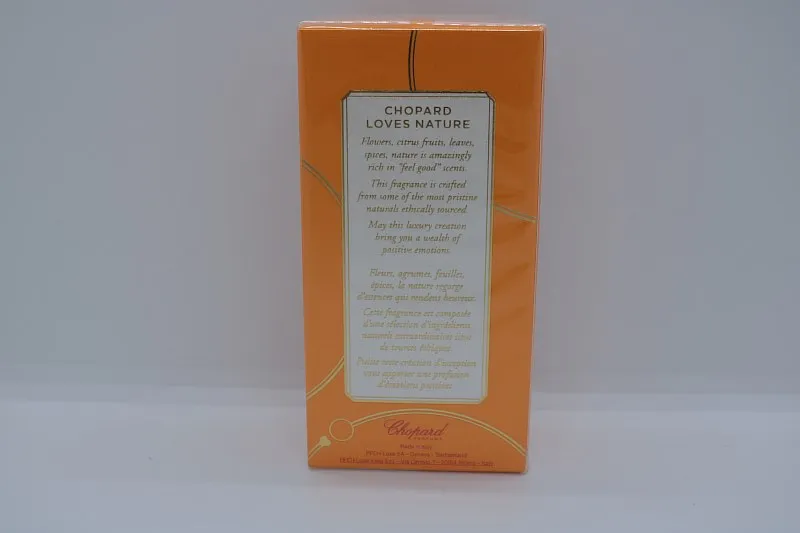 CHOPARD
LOVES NATURE
Flowers, citrus fruits, leaves,
spices, nature is amazingly
rich in "feel good" scents.
This fragrance is crafted
from some of the most pristine
naturals ethically sourced.
May this luxury creation
bring you a wealth of
positive emotions.
Fleurs, agrumes, feuilles,
épices, la nature regorge
d'essences qui rendent heureux.
Cette fragrance est composée
d'une sélection d'ingrédients
naturels extraordinaires issus
de sources éthiques.
Puisse cette création d'exception
vous apporter une profusion
d'émotions positives
Chopard
PARFUMS
Made in Italy